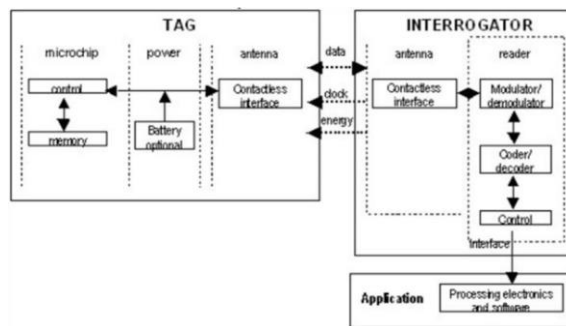 TAG
microchip
power
antenna
control
memory
Battery
optional
Contactless
interface
data
clock
energy
INTERROGATOR
antenna
reader
Contactless
interface
Modulator/
demodulator
Coder/
decoder
Control
Interface
Application
Processing electronics
and software